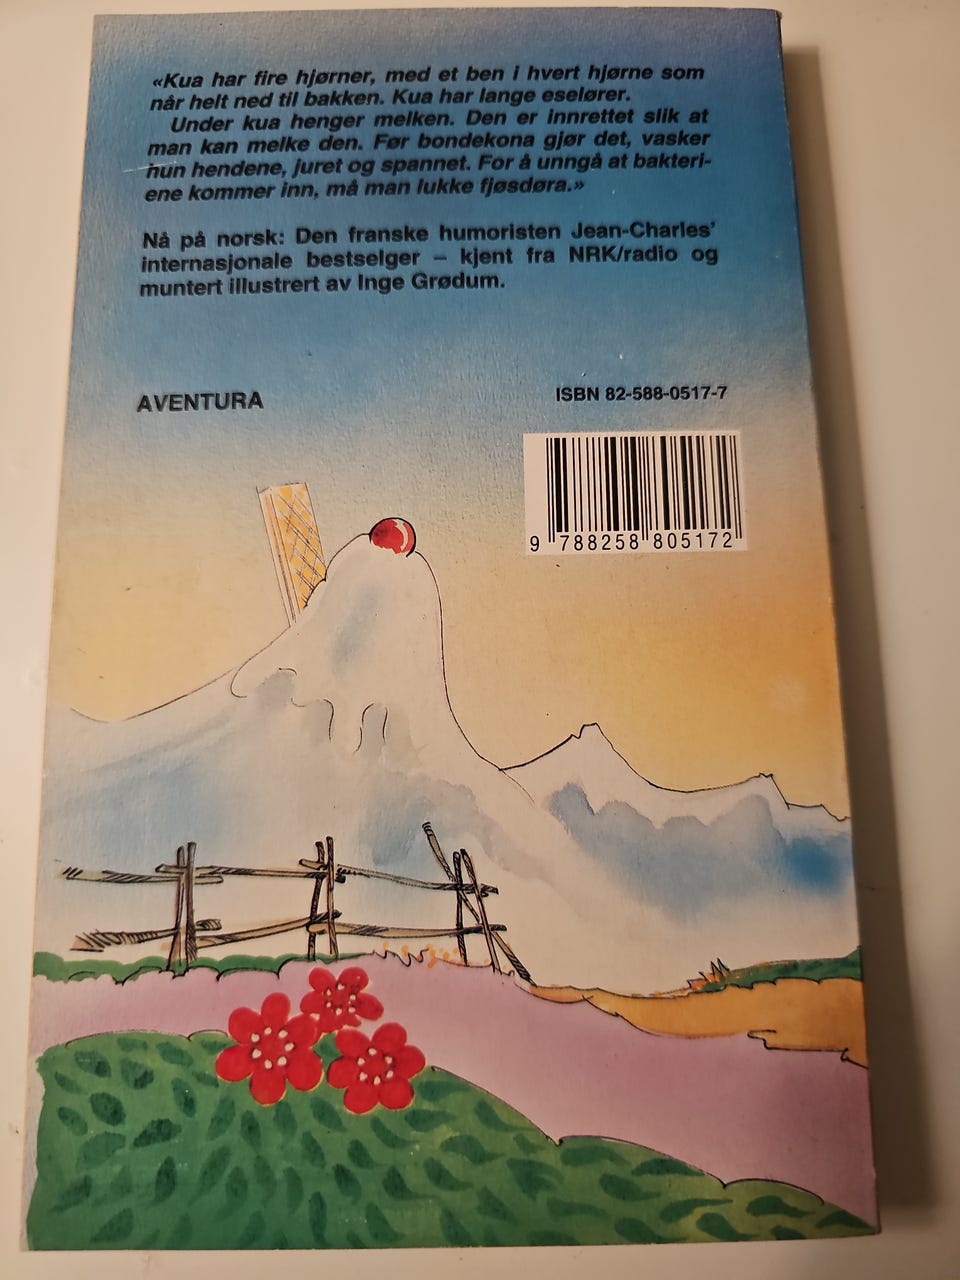 «Kua har fire hjørner, med et ben i hvert hjørne som
når helt ned til bakken. Kua har lange eselører.
Under kua henger melken. Den er innrettet slik at
man kan melke den. Før bondekona gjør det, vasker
hun hendene, juret og spannet. For å unngå at bakteri-
ene kommer inn, må man lukke fjøsdøra.»
Nå på norsk: Den franske humoristen Jean-Charles'
internasjonale bestselger – kjent fra NRK/radio og
muntert illustrert av Inge Grødum.
AVENTURA
ISBN 82-588-0517-7
9 788258 805172